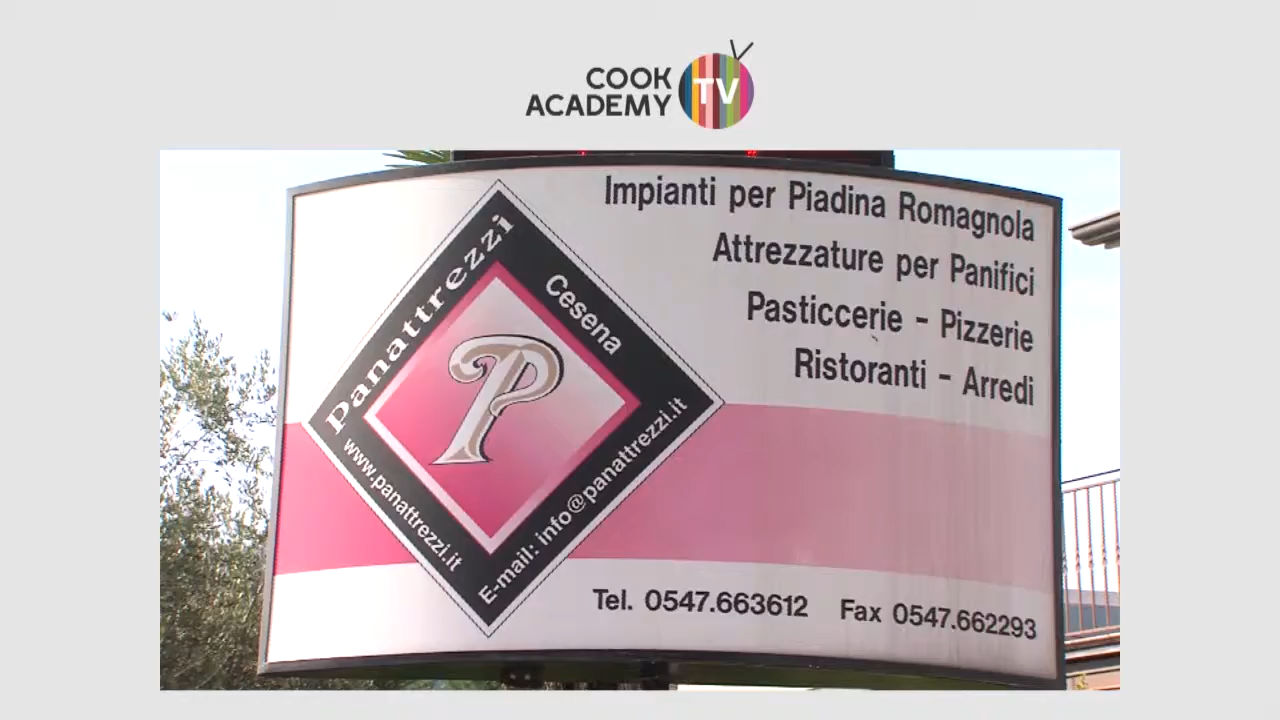 COOK
ACADEMY
TV
Impianti per Piadina Romagnola
Attrezzature per Panifici
Pasticcerie - Pizzerie
Ristoranti - Arredi
Panattrezzi
Cesena
P
www.panattrezzi.it
E-mail: info@panattrezzi.it
Tel. 0547.663612 Fax 0547.662293